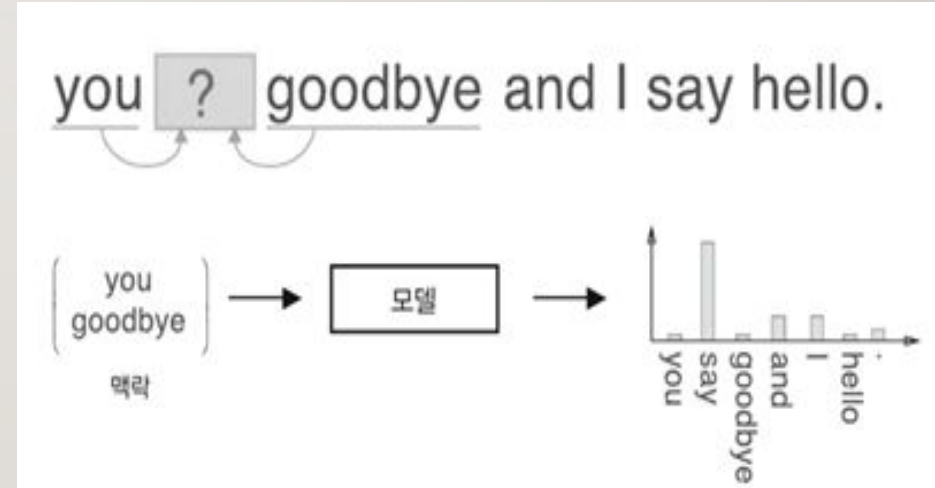 you ? goodbye and I say hello.
you
goodbye
맥락
모델
you
say
goodbye
and
I
hello
.